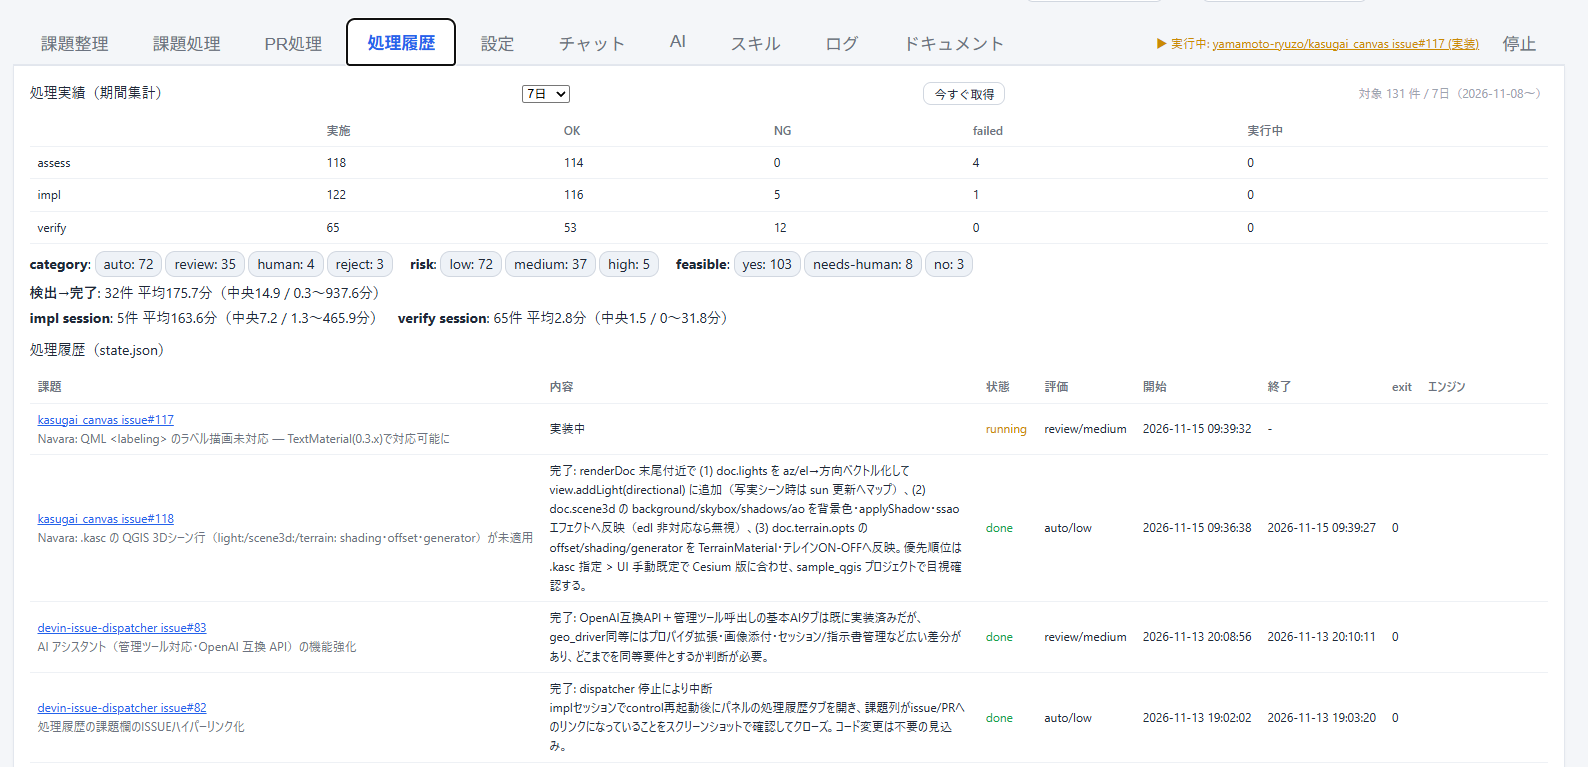 課題整理 課題処理 PR処理 処理履歴 設定 チャット AI スキル ログ ドキュメント ▶ 実行中: yamamoto-ryuzo/kasugai_canvas issue#117 (実装) 停止
処理実績（期間集計） 7日 今すぐ取得 対象 131 件 / 7日（2026-11-08～）
実施 OK NG failed 実行中
assess 118 114 0 4 0
impl 122 116 5 1 0
verify 65 53 12 0 0
category: auto: 72 review: 35 human: 4 reject: 3 risk: low: 72 medium: 37 high: 5 feasible: yes: 103 needs-human: 8 no: 3
検出→完了: 32件 平均175.7分（中央14.9 / 0.3～937.6分）
impl session: 5件 平均163.6分（中央7.2 / 1.3～465.9分） verify session: 65件 平均2.8分（中央1.5 / 0～31.8分）
処理履歴（state.json）
課題 内容 状態 評価 開始 終了 exit エンジン
kasugai_canvas issue#117
Navara: QML <labeling> のラベル描画未対応 — TextMaterial(0.3.x)で対応可能に
実装中 running review/medium 2026-11-15 09:39:32 -
kasugai_canvas issue#118
Navara: .kasc の QGIS 3Dシーン行（light:/scene3d:/terrain: shading・offset・generator）が未適用
完了: renderDoc 末尾付近で (1) doc.lights を az/el→方向ベクトル化して
view.addLight(directional) に追加（写実シーン時は sun 更新へマップ）、(2)
doc.scene3d の background/skybox/shadows/ao を背景色・applyShadow・ssao
エフェクトへ反映（edl 非対応なら無視）、(3) doc.terrain.opts の
offset/shading/generator を TerrainMaterial・テレインON-OFFへ反映。優先順位は
.kasc 指定 > UI 手動既定で Cesium 版に合わせ、sample_qgis プロジェクトで目視確
認する。
done auto/low 2026-11-15 09:36:38 2026-11-15 09:39:27 0
devin-issue-dispatcher issue#83
AI アシスタント（管理ツール対応・OpenAI 互換 API）の機能強化
完了: OpenAI互換API＋管理ツール呼出しの基本AIタブは既に実装済みだが、
geo_driver同等にはプロバイダ拡張・画像添付・セッション/指示書管理など広い差分が
あり、どこまでを同等要件とするか判断が必要。
done review/medium 2026-11-13 20:08:56 2026-11-13 20:10:11 0
devin-issue-dispatcher issue#82
処理履歴の課題欄のISSUEハイパーリンク化
完了: dispatcher 停止により中断
implセッションでcontrol再起動後にパネルの処理履歴タブを開き、課題列がissue/PRへ
のリンクになっていることをスクリーンショットで確認してクローズ。コード変更は不要の見込
み。
done auto/low 2026-11-13 19:02:02 2026-11-13 19:03:20 0